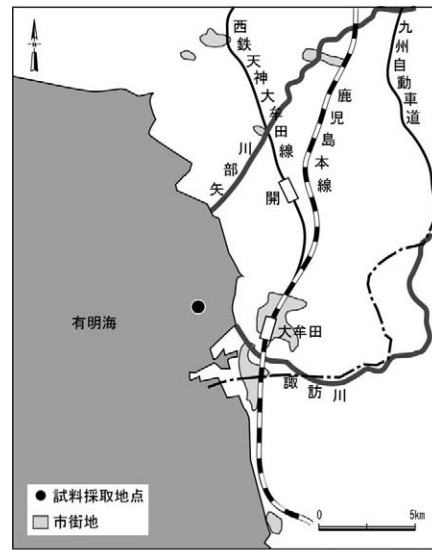 N
西鉄天神大牟田線
鹿児島本線
九州自動車道
矢部川
開
有明海
大牟田
諏訪川
● 試料採取地点
市街地
0 5km